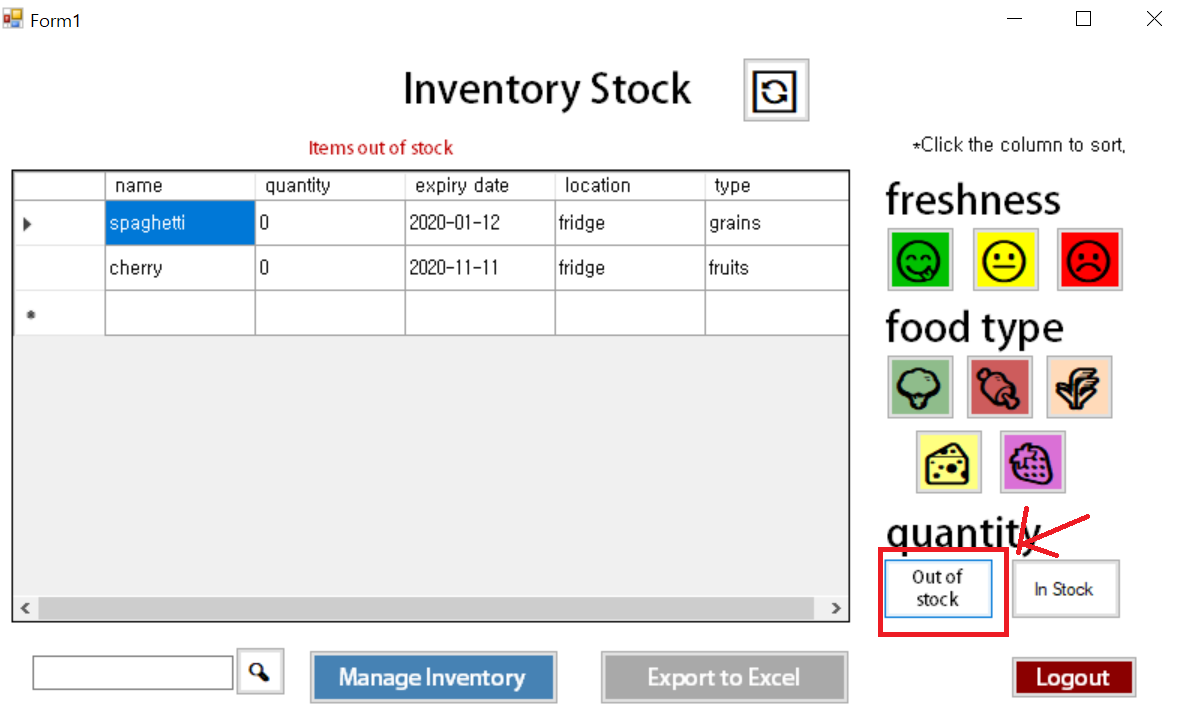 Form1
Inventory Stock
Items out of stock
*Click the column to sort,
name quantity expiry date location type
spaghetti 0 2020-01-12 fridge grains
cherry 0 2020-11-11 fridge fruits
*
freshness
food type
quantity
Out of
stock
In Stock
Manage Inventory
Export to Excel
Logout